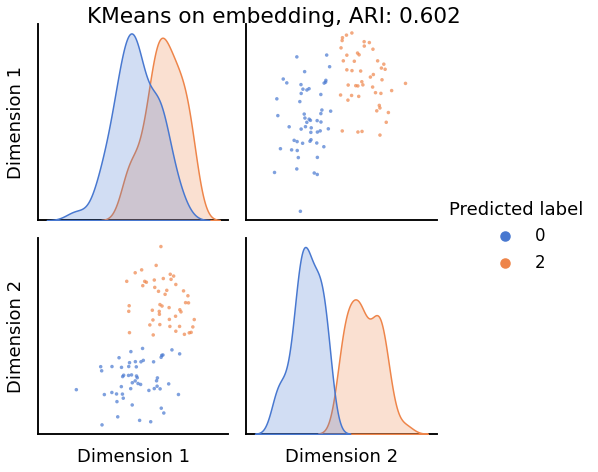 KMeans on embedding, ARI: 0.602
Dimension 1
Predicted label
0
2
Dimension 2
Dimension 1
Dimension 2